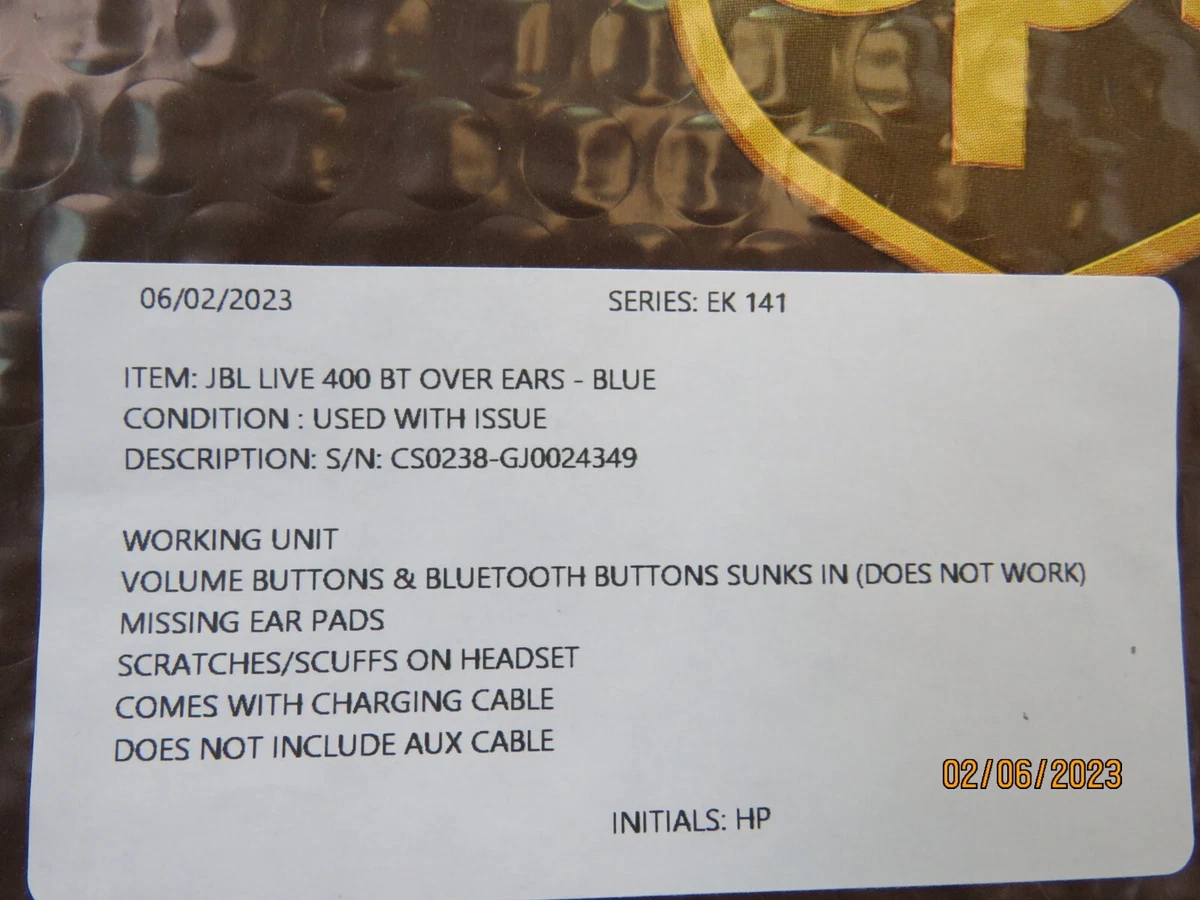 06/02/2023 SERIES: EK 141
ITEM: JBL LIVE 400 BT OVER EARS - BLUE
CONDITION : USED WITH ISSUE
DESCRIPTION: S/N: CS0238-GJ0024349
WORKING UNIT
VOLUME BUTTONS & BLUETOOTH BUTTONS SUNKS IN (DOES NOT WORK)
MISSING EAR PADS
SCRATCHES/SCUFFS ON HEADSET
COMES WITH CHARGING CABLE
DOES NOT INCLUDE AUX CABLE
02/06/2023
INITIALS: HP